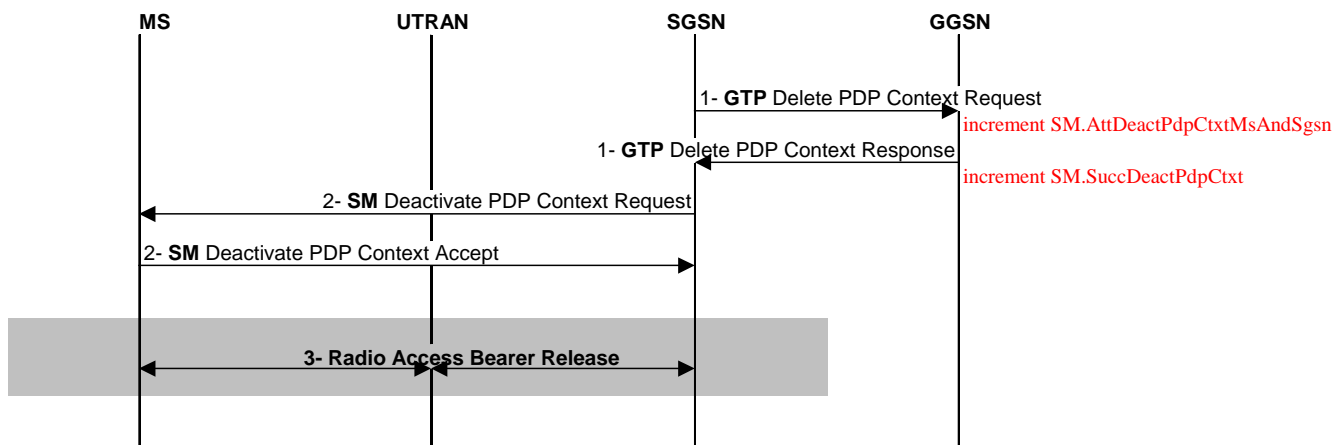 MS UTRAN SGSN GGSN
1- GTP Delete PDP Context Request
increment SM.AttDeactPdpCtxtMsAndSgsn
1- GTP Delete PDP Context Response
increment SM.SuccDeactPdpCtxt
2- SM Deactivate PDP Context Request
2- SM Deactivate PDP Context Accept
3- Radio Access Bearer Release